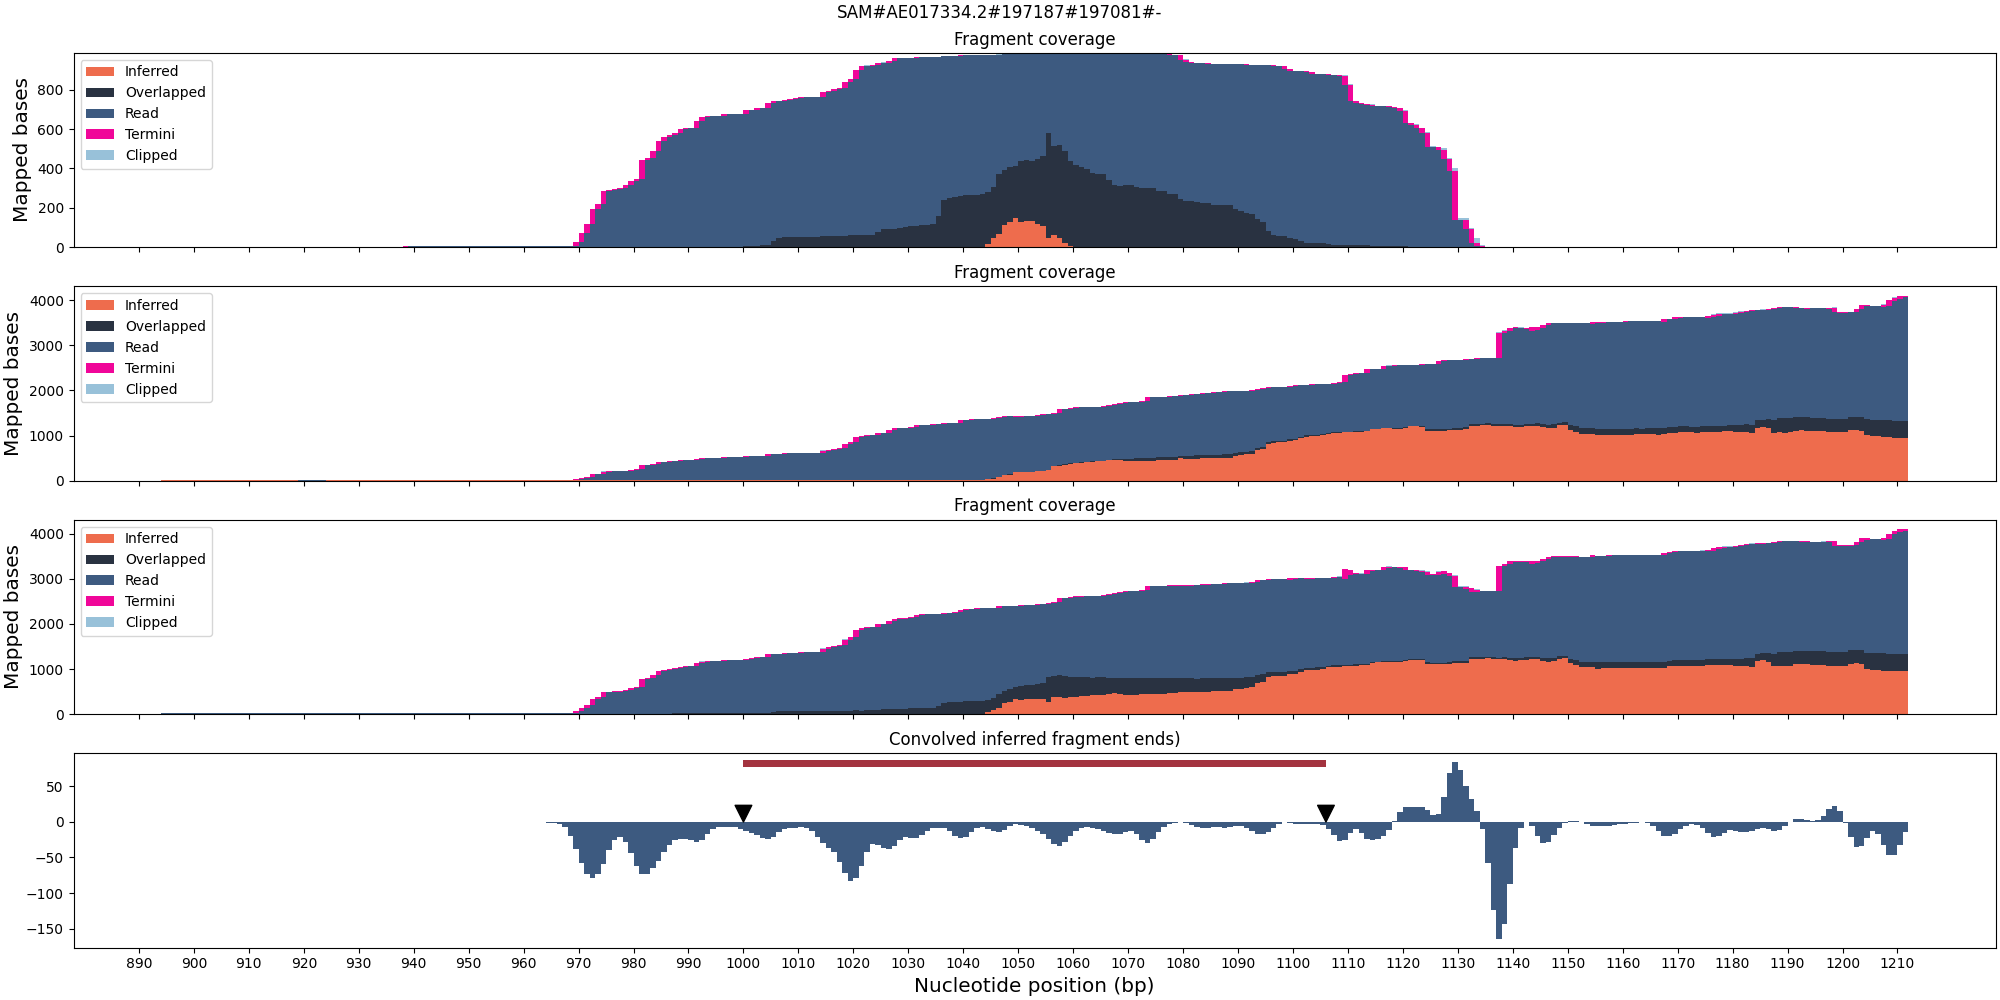 SAM#AE017334.2#197187#197081#-
Fragment coverage
Mapped bases
800
600
400
200
0
Inferred
Overlapped
Read
Termini
Clipped
Fragment coverage
Mapped bases
4000
3000
2000
1000
0
Inferred
Overlapped
Read
Termini
Clipped
Fragment coverage
Mapped bases
4000
3000
2000
1000
0
Inferred
Overlapped
Read
Termini
Clipped
Convolved inferred fragment ends)
50
0
−50
−100
−150
890 900 910 920 930 940 950 960 970 980 990 1000 1010 1020 1030 1040 1050 1060 1070 1080 1090 1100 1110 1120 1130 1140 1150 1160 1170 1180 1190 1200 1210
Nucleotide position (bp)